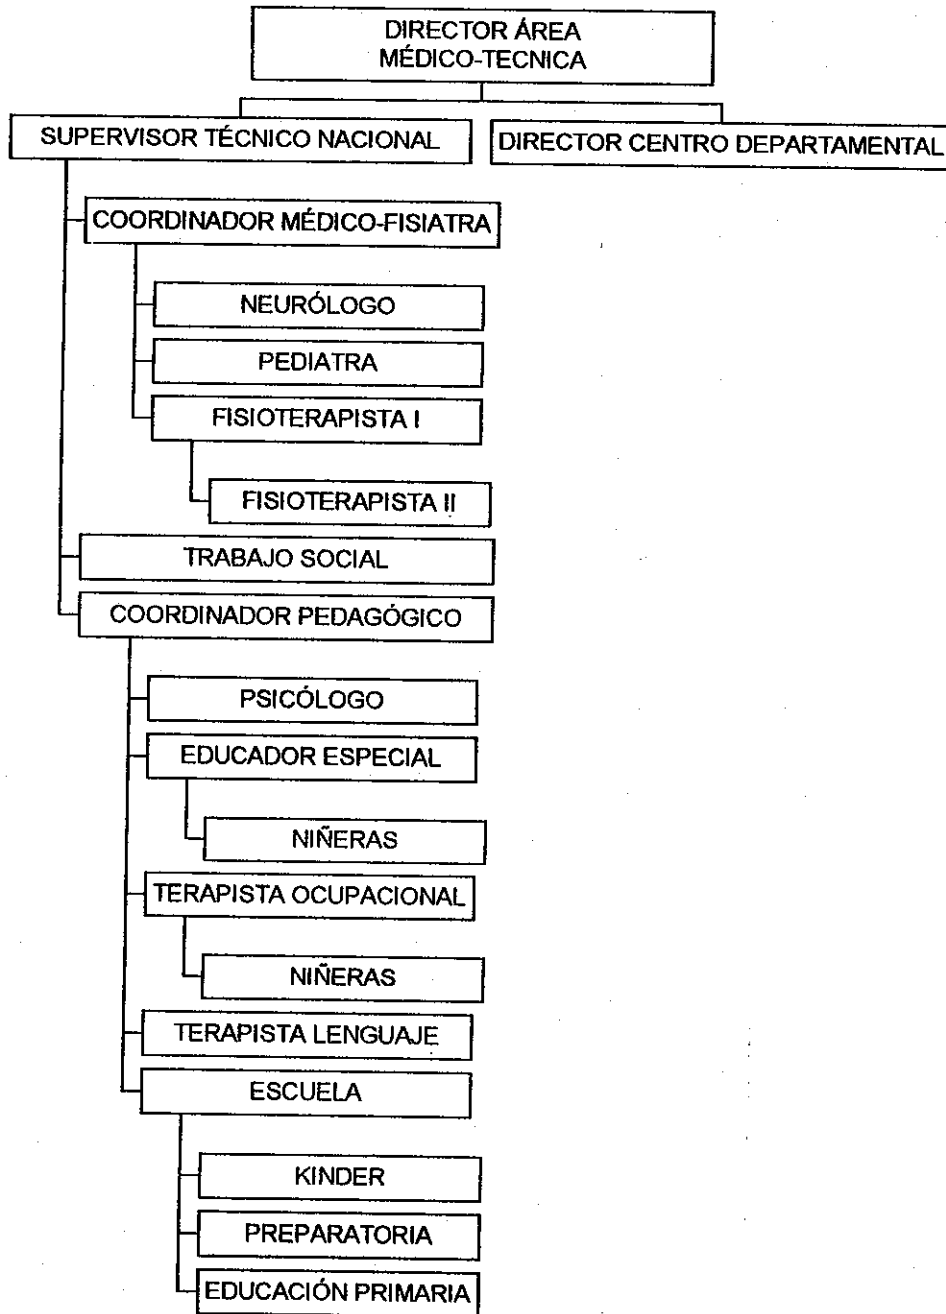 DIRECTOR ÁREA
MÉDICO-TECNICA
SUPERVISOR TÉCNICO NACIONAL
DIRECTOR CENTRO DEPARTAMENTAL
COORDINADOR MÉDICO-FISIATRA
NEURÓLOGO
PEDIATRA
FISIOTERAPISTA I
FISIOTERAPISTA II
TRABAJO SOCIAL
COORDINADOR PEDAGÓGICO
PSICÓLOGO
EDUCADOR ESPECIAL
NIÑERAS
TERAPISTA OCUPACIONAL
NIÑERAS
TERAPISTA LENGUAJE
ESCUELA
KINDER
PREPARATORIA
EDUCACIÓN PRIMARIA